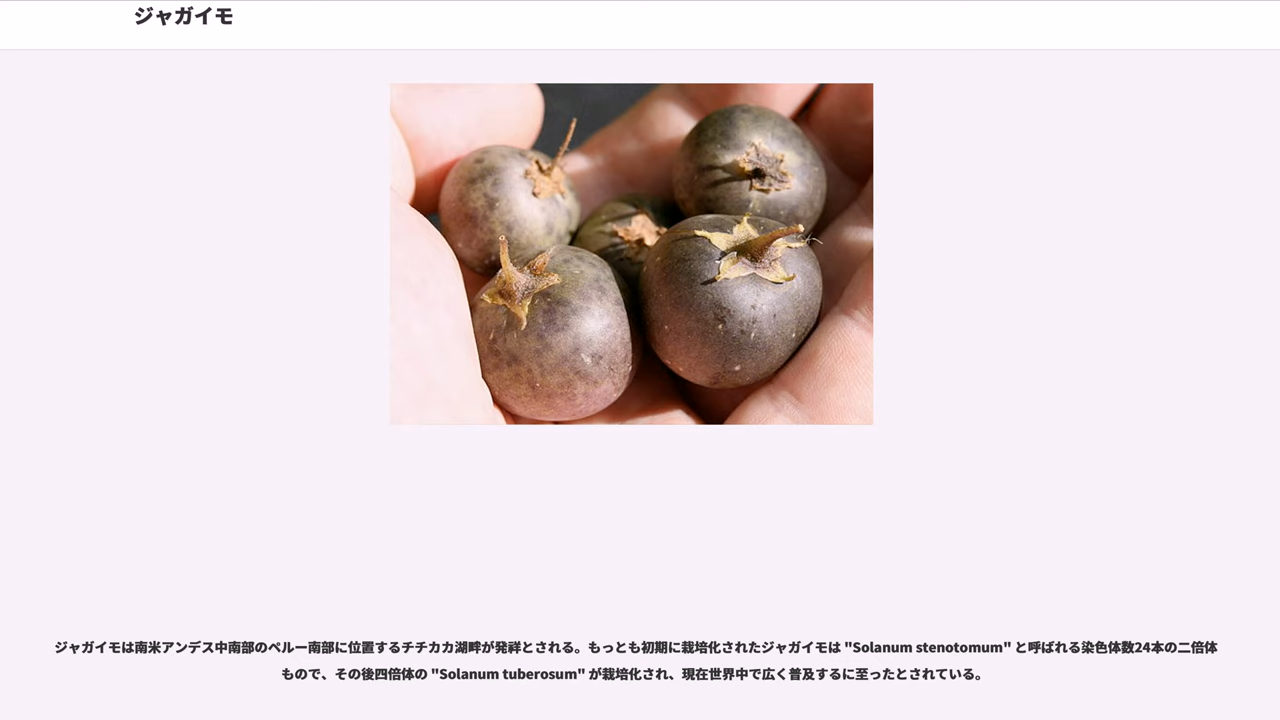 ジャガイモ
ジャガイモは南米アンデス中南部のペルー南部に位置するチチカカ湖畔が発祥とされる。もっとも初期に栽培化されたジャガイモは "Solanum stenotomum" と呼ばれる染色体数24本の二倍体
もので、その後四倍体の "Solanum tuberosum" が栽培化され、現在世界中で広く普及するに至ったとされている。